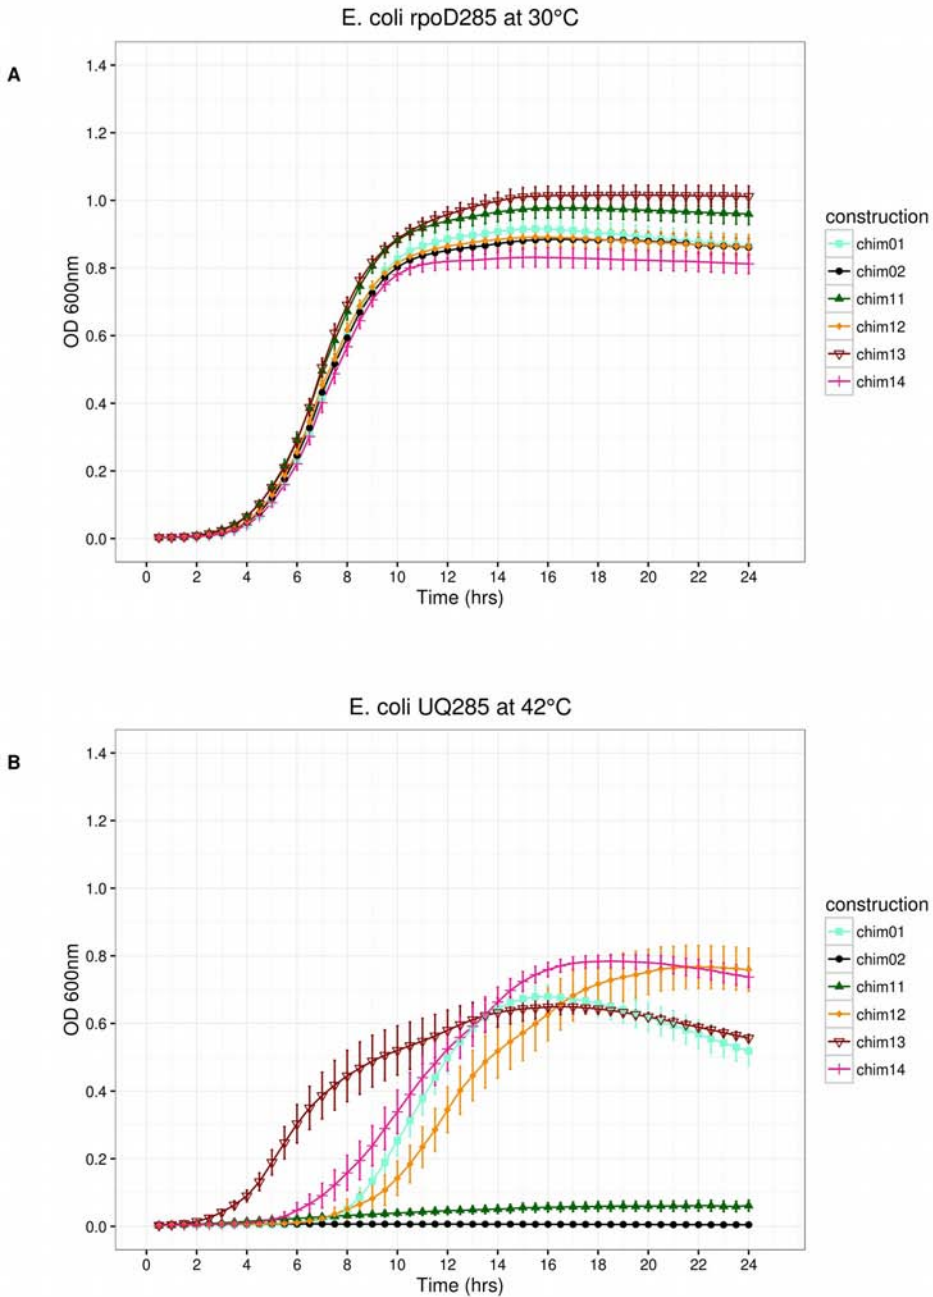 E. coli rpoD285 at 30°C
A
1.4
1.2
1.0
0.8
0.6
0.4
0.2
0.0
OD 600nm
0 2 4 6 8 10 12 14 16 18 20 22 24
Time (hrs)
construction
chim01
chim02
chim11
chim12
chim13
chim14
E. coli UQ285 at 42°C
B
1.4
1.2
1.0
0.8
0.6
0.4
0.2
0.0
OD 600nm
0 2 4 6 8 10 12 14 16 18 20 22 24
Time (hrs)
construction
chim01
chim02
chim11
chim12
chim13
chim14